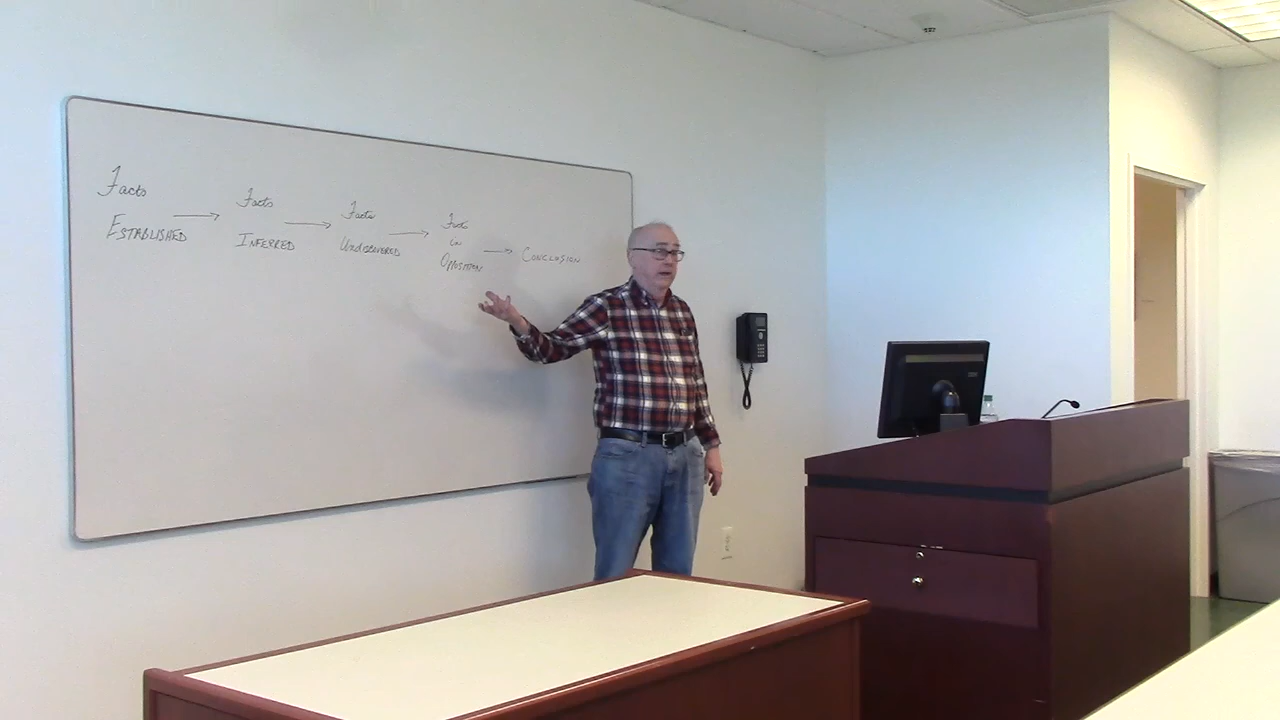 Facts
ESTABLISHED
→
Facts
INFERRED
→
Facts
UNDISCOVERED
→
Facts
in
OPPOSITION
→
CONCLUSION